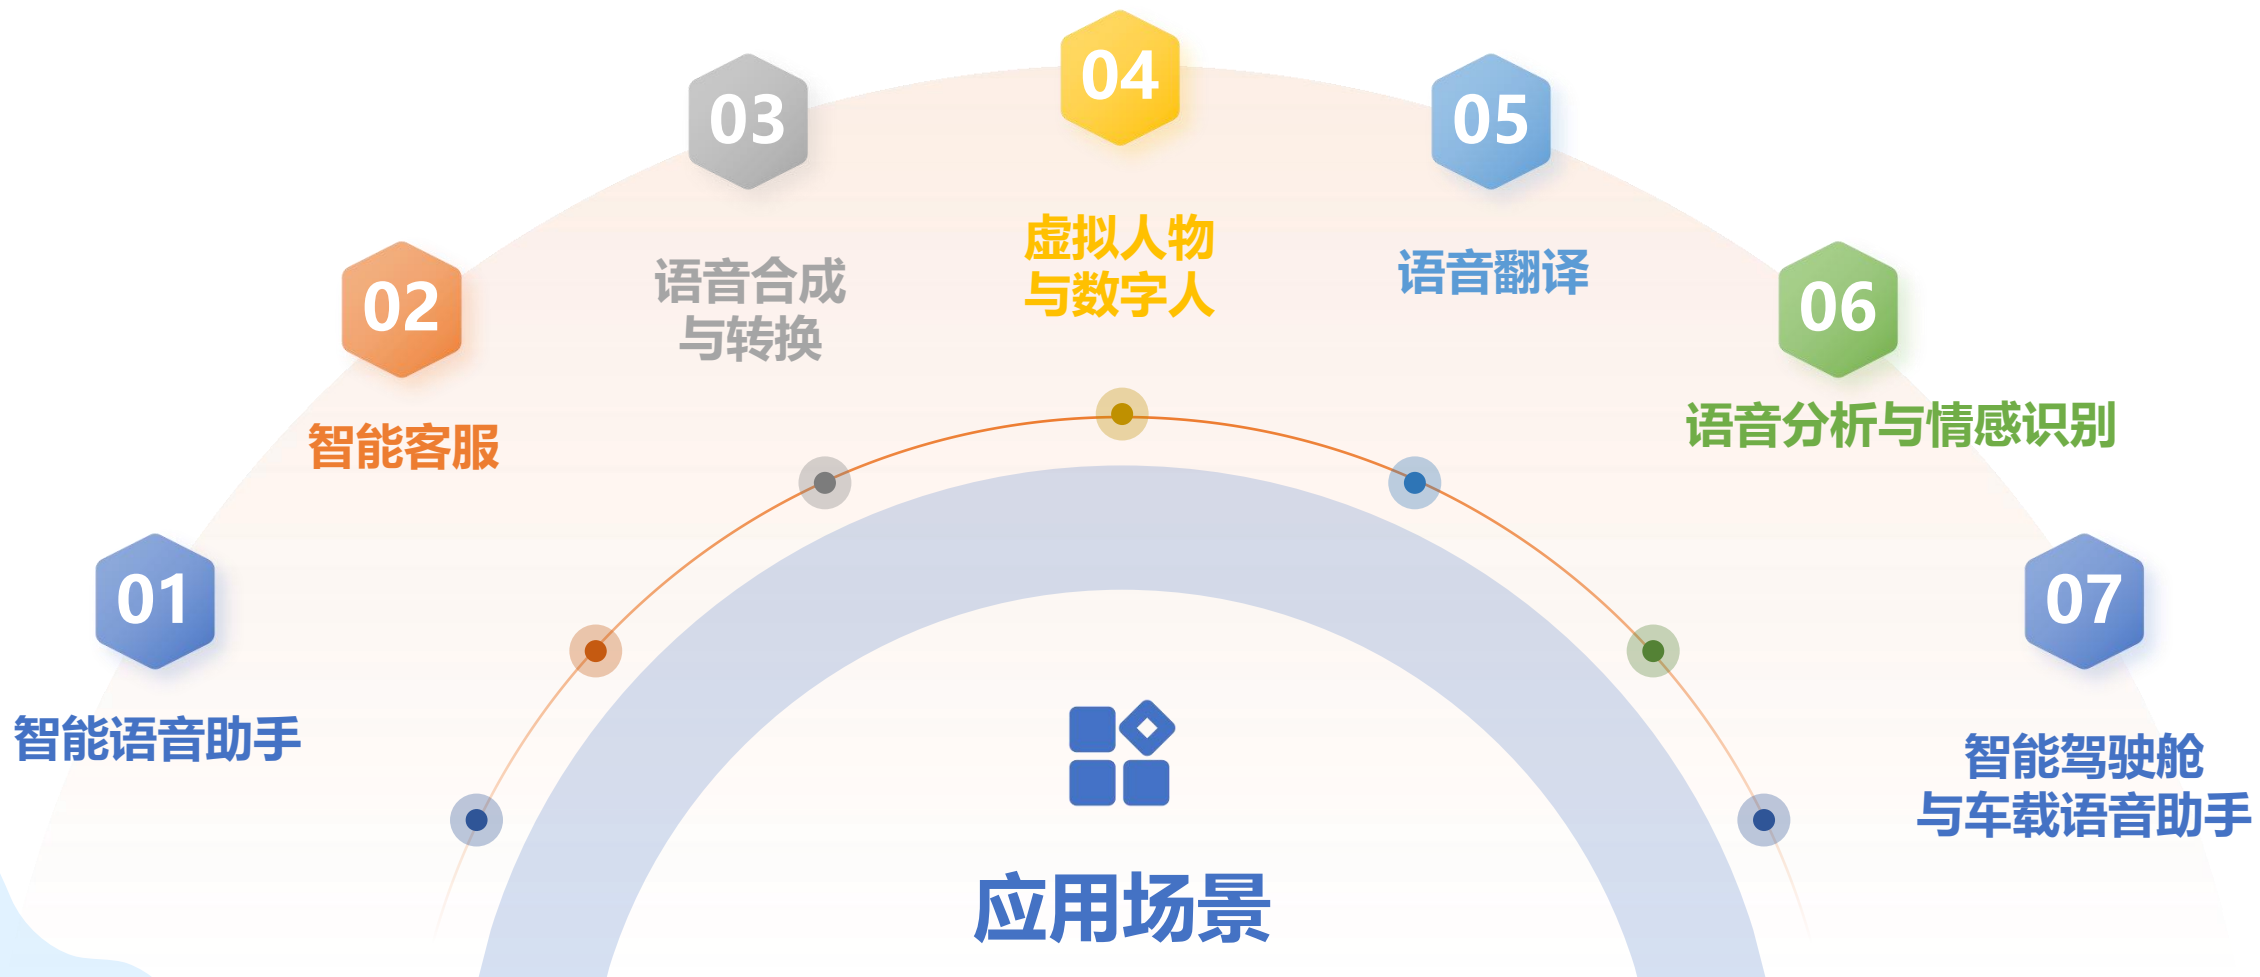 01
智能语音助手
02
智能客服
03
语音合成
与转换
04
虚拟人物
与数字人
05
语音翻译
06
语音分析与情感识别
07
智能驾驶舱
与车载语音助手
应用场景